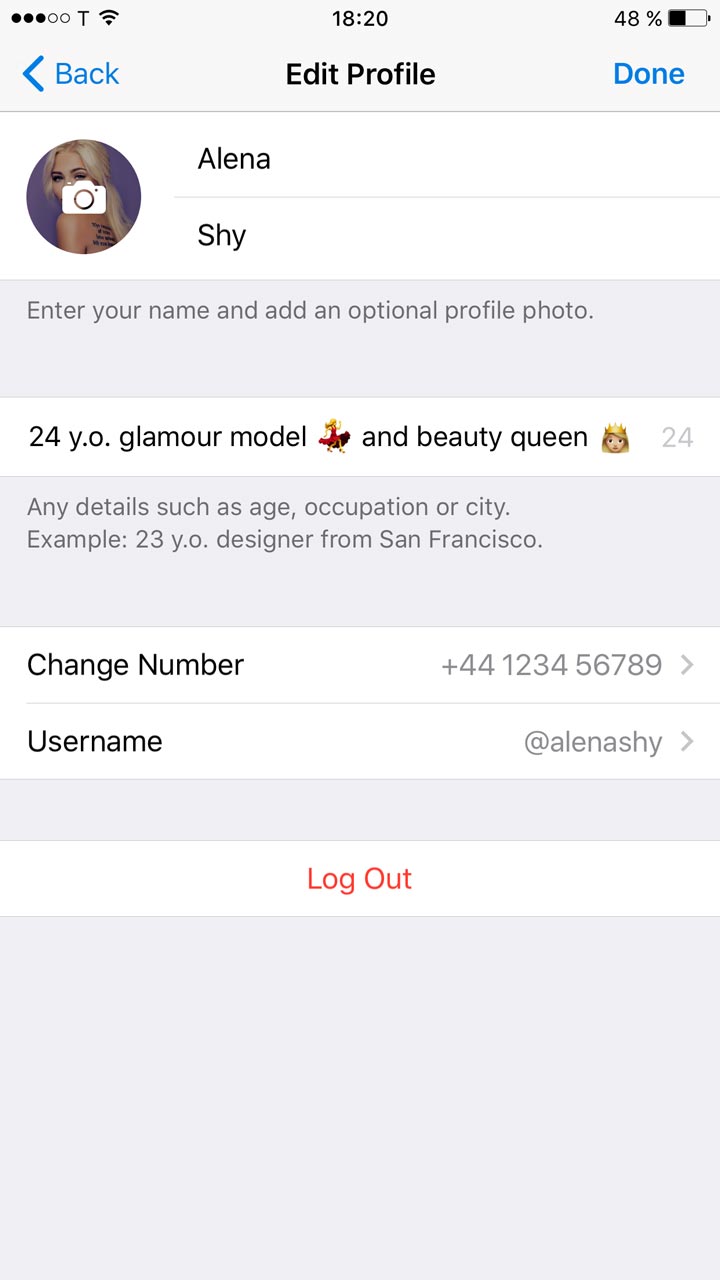 T 18:20 48 %
Back Edit Profile Done
Alena
Shy
Enter your name and add an optional profile photo.
24 y.o. glamour model 💃 and beauty queen 👸🏼 24
Any details such as age, occupation or city.
Example: 23 y.o. designer from San Francisco.
Change Number +44 1234 56789
Username @alenashy
Log Out